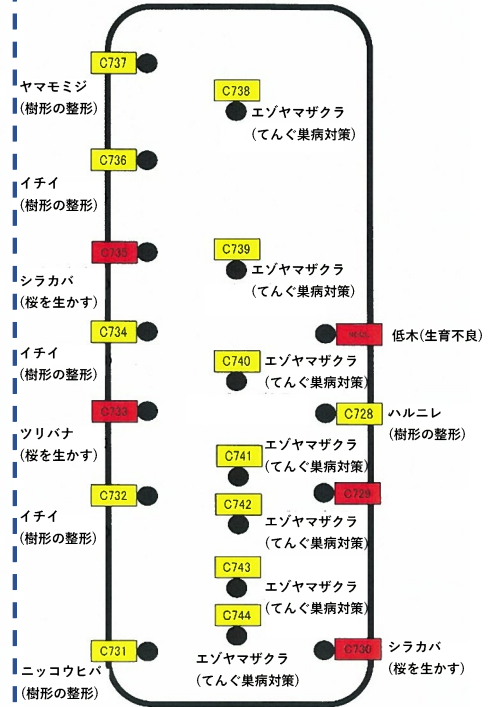 C737
ヤマモミジ
(樹形の整形)
C738
エゾヤマザクラ
(てんぐ巣病対策)
C736
イチイ
(樹形の整形)
C735
シラカバ
(桜を生かす)
C739
エゾヤマザクラ
(てんぐ巣病対策)
C734
イチイ
(樹形の整形)
低木(生育不良)
C740
エゾヤマザクラ
(てんぐ巣病対策)
C733
ツリバナ
(桜を生かす)
C728
ハルニレ
(樹形の整形)
C741
エゾヤマザクラ
(てんぐ巣病対策)
C732
イチイ
(樹形の整形)
C742
エゾヤマザクラ
(てんぐ巣病対策)
C729
C743
エゾヤマザクラ
(てんぐ巣病対策)
C744
エゾヤマザクラ
(てんぐ巣病対策)
C731
ニッコウヒバ
(樹形の整形)
C730
シラカバ
(桜を生かす)